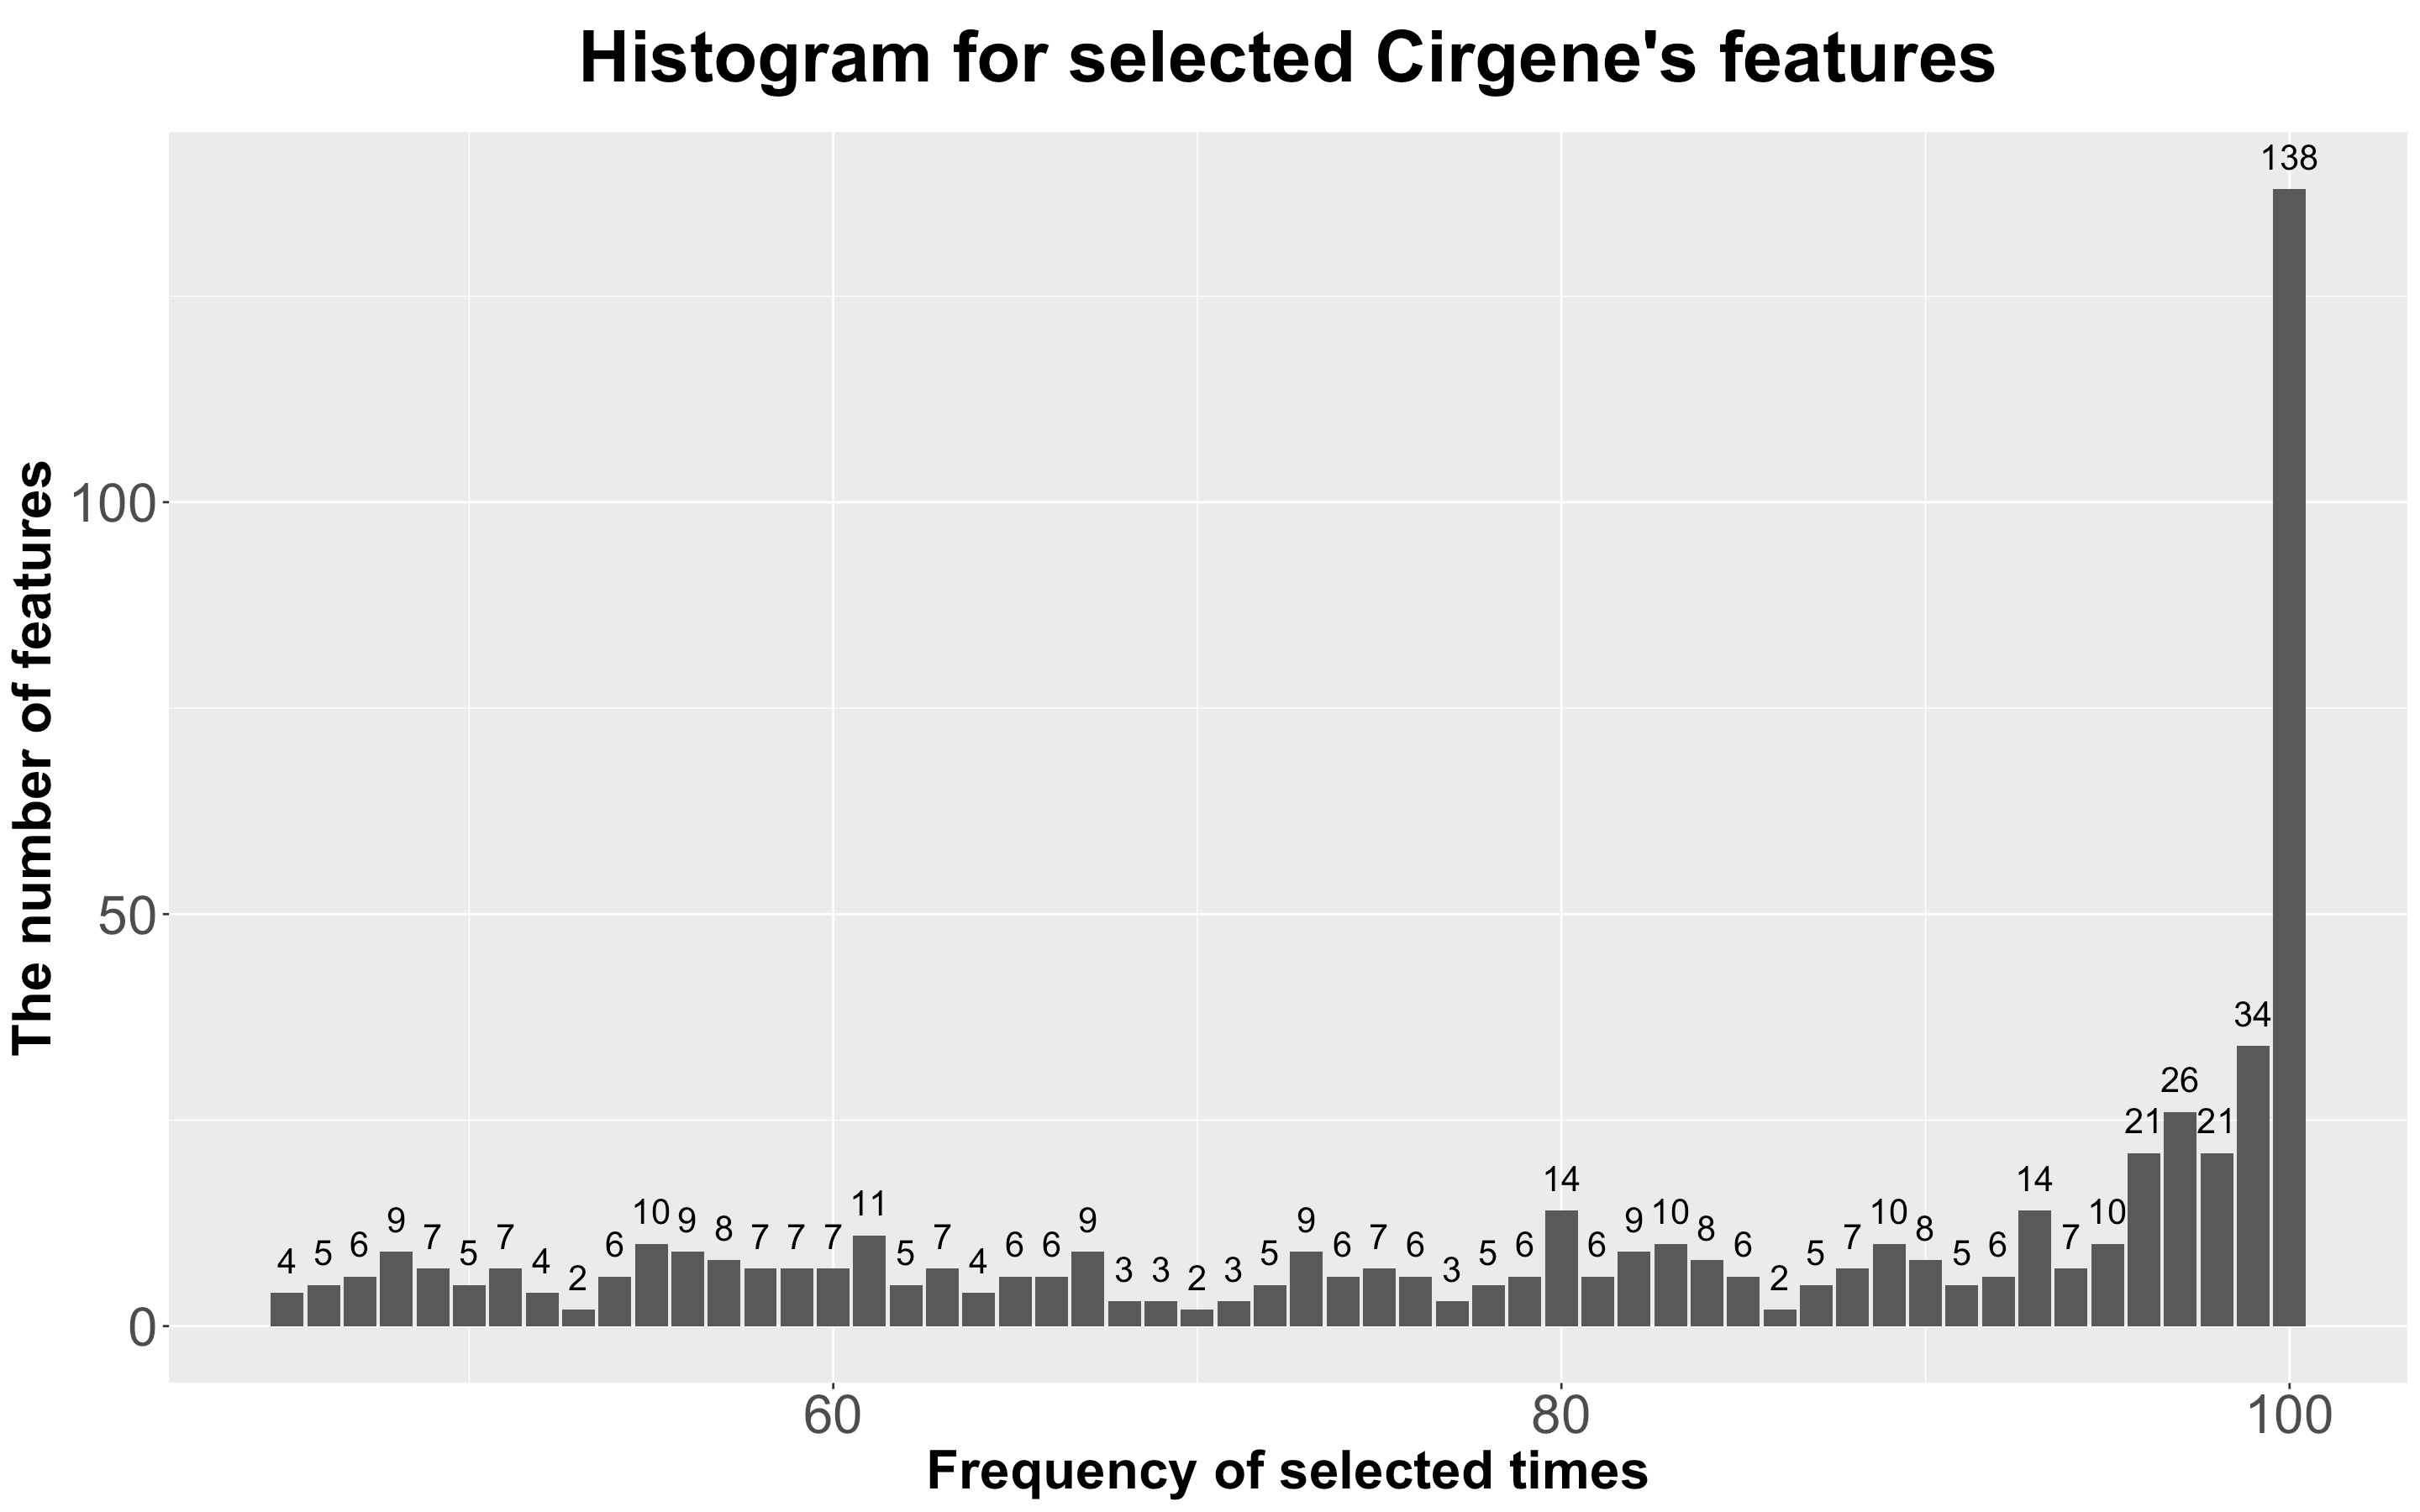 Histogram for selected Cirgene's features
The number of features
100
50
0
4 5 6 9 7 5 7 4 2 6 10 9 8 7 7 7 11 5 7 4 6 6 9 3 3 2 3 5 9 6 7 6 3 5 6 14 6 9 10 8 6 2 5 7 10 8 5 6 14 7 10 21 26 21 34 138
60 80 100
Frequency of selected times